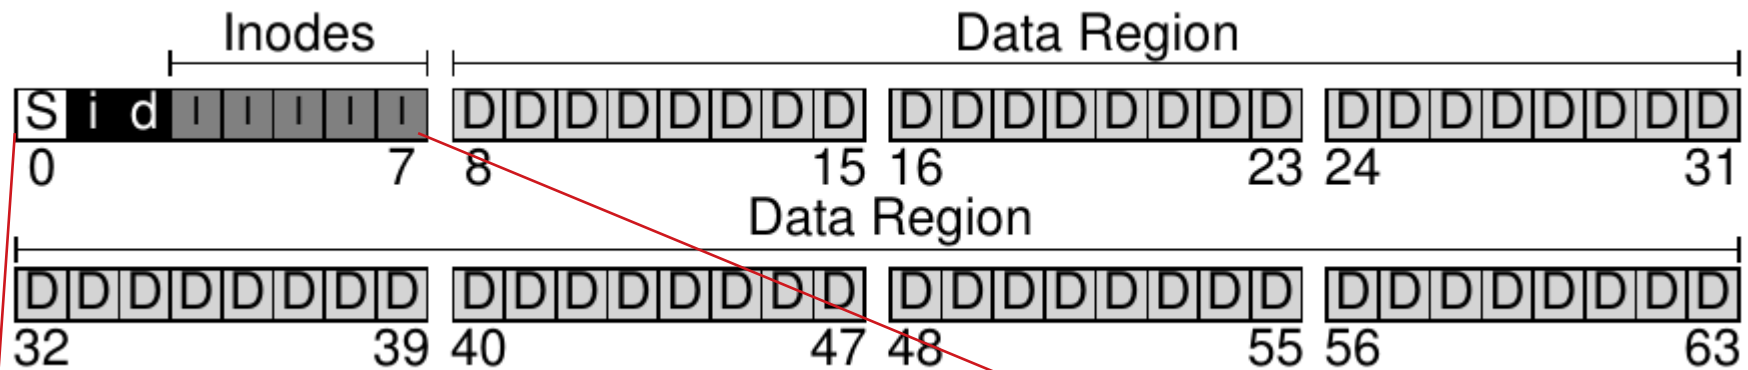 Inodes Data Region
S i d I I I I I D D D D D D D D D D D D D D D D D D D D D D D D
0 7 8 15 16 23 24 31
Data Region
D D D D D D D D D D D D D D D D D D D D D D D D D D D D D D D D
32 39 40 47 48 55 56 63